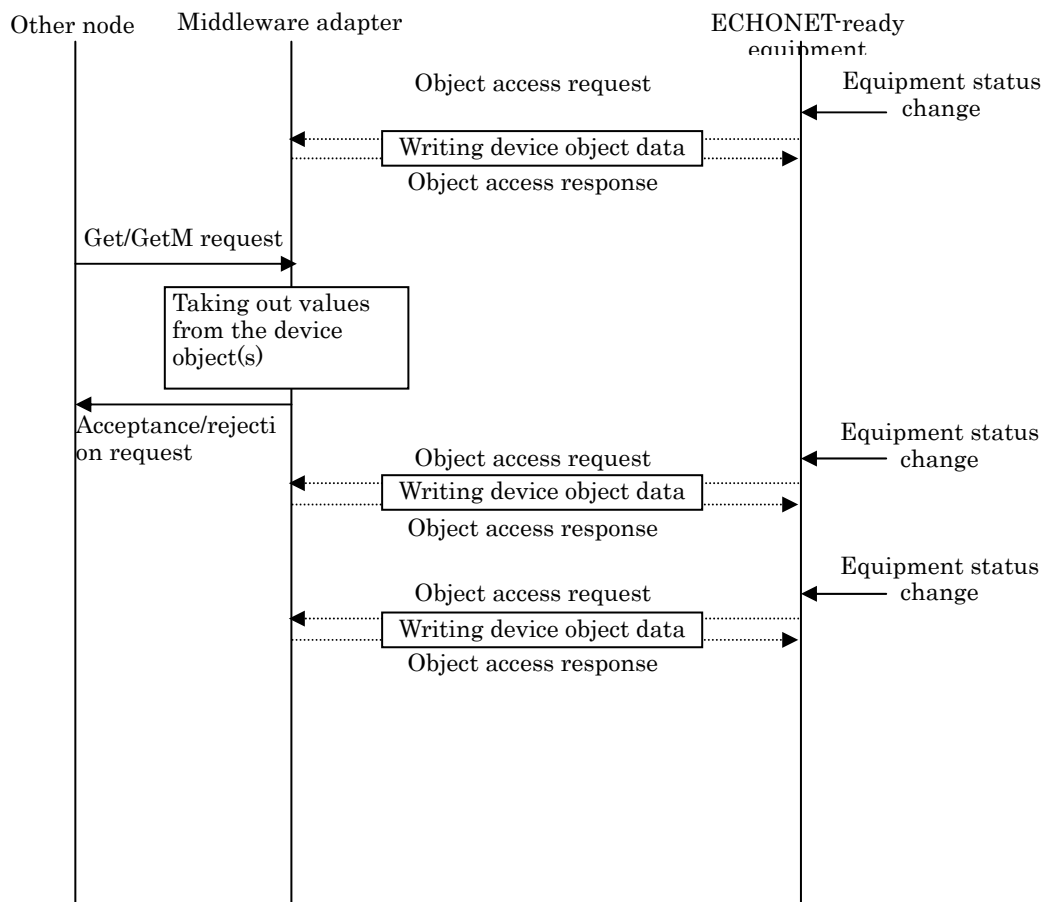 Other node
Middleware adapter
ECHONET-ready
equipment
Object access request
Equipment status
change
Writing device object data
Object access response
Get/GetM request
Taking out values
from the device
object(s)
Acceptance/rejecti
on request
Equipment status
change
Object access request
Writing device object data
Object access response
Equipment status
change
Object access request
Writing device object data
Object access response